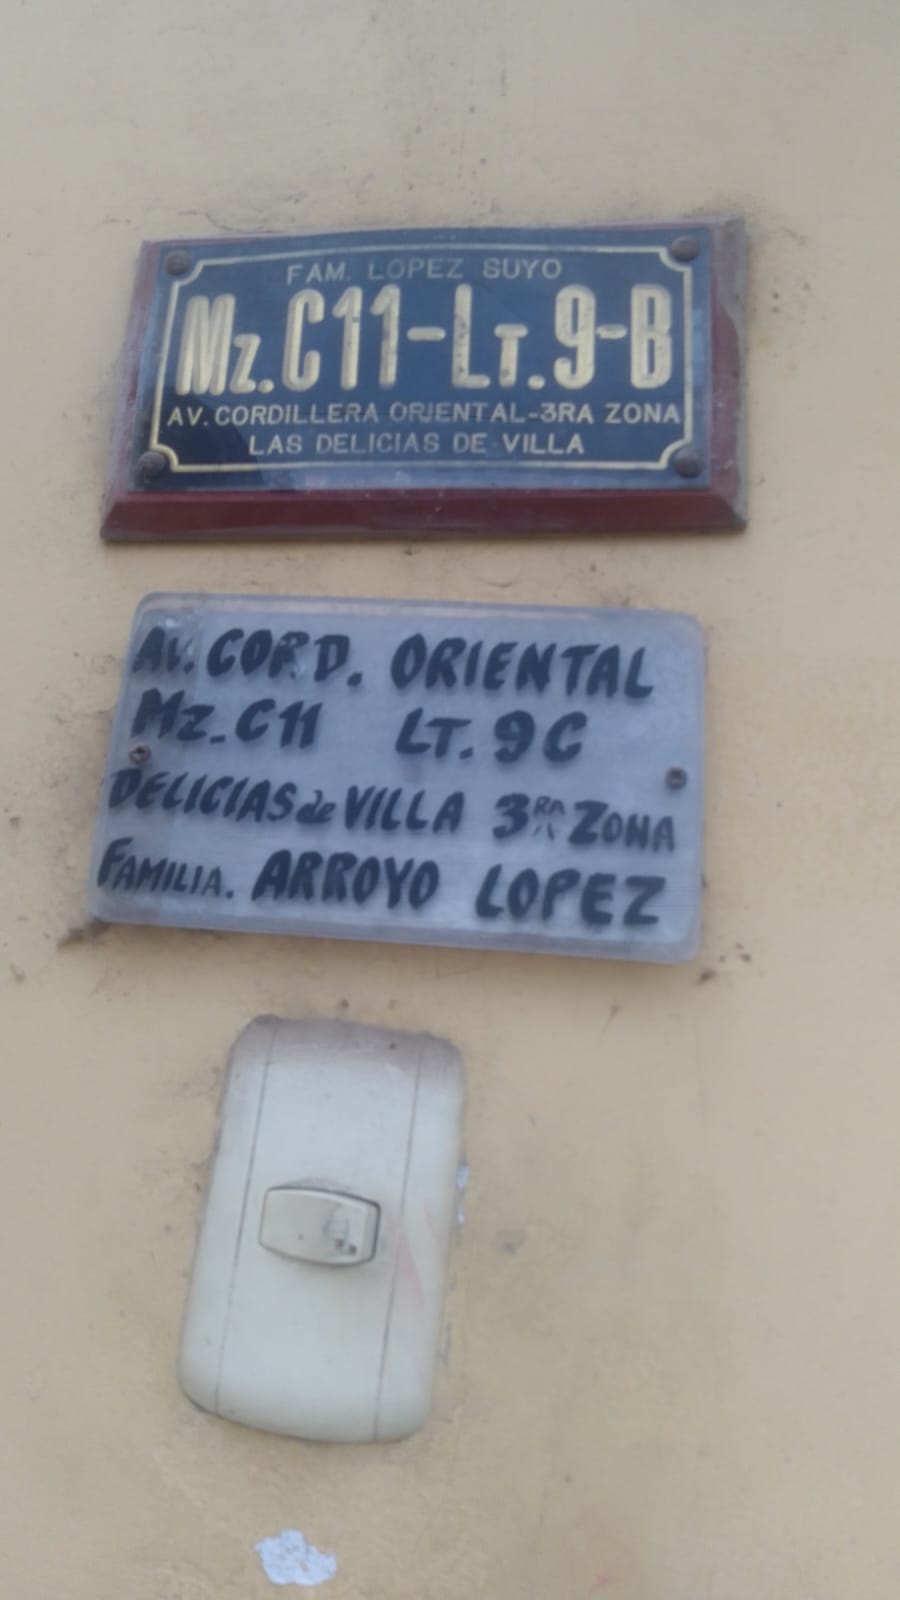 FAM. LOPEZ SUYO
Mz. C11-LT. 9-B
AV. CORDILLERA ORIENTAL-3RA ZONA
LAS DELICIAS DE VILLA
AV. CORD. ORIENTAL
Mz. C11 LT. 9C
DELICIAS de VILLA 3RA ZONA
FAMILIA. ARROYO LOPEZ